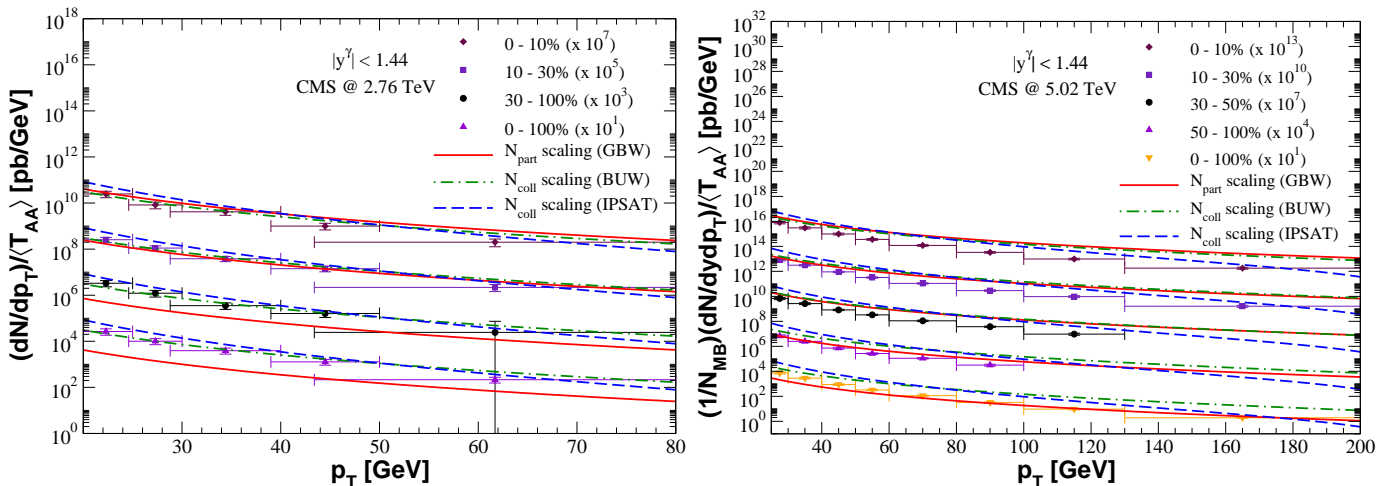 (dN/dp_T)/⟨T_AA⟩ [pb/GeV]
10^18
10^16
10^14
10^12
10^10
10^8
10^6
10^4
10^2
10^0
|y^γ| < 1.44
CMS @ 2.76 TeV
0 - 10% (x 10^7)
10 - 30% (x 10^5)
30 - 100% (x 10^3)
0 - 100% (x 10^1)
N_part scaling (GBW)
N_coll scaling (BUW)
N_coll scaling (IPSAT)
30 40 50 60 70 80
p_T [GeV]
(1/N_MB)(dN/dydp_T)/⟨T_AA⟩ [pb/GeV]
10^32
10^30
10^28
10^26
10^24
10^22
10^20
10^18
10^16
10^14
10^12
10^10
10^8
10^6
10^4
10^2
10^0
|y^γ| < 1.44
CMS @ 5.02 TeV
0 - 10% (x 10^13)
10 - 30% (x 10^10)
30 - 50% (x 10^7)
50 - 100% (x 10^4)
0 - 100% (x 10^1)
N_part scaling (GBW)
N_coll scaling (BUW)
N_coll scaling (IPSAT)
40 60 80 100 120 140 160 180 200
p_T [GeV]